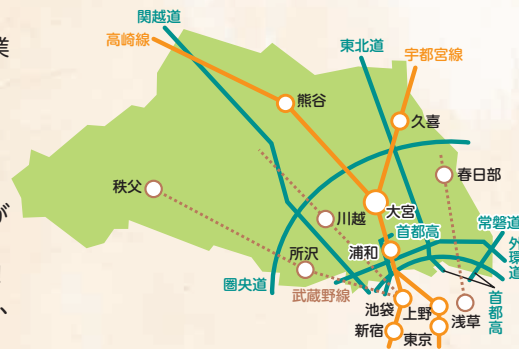 関越道
高崎線
業
東北道
宇都宮線
熊谷
久喜
秩父
春日部
が
川越
大宮
首都高
常磐道
所沢
浦和
外環道
圏央道
武蔵野線
首都高
、
池袋
上野
浅草
新宿
東京